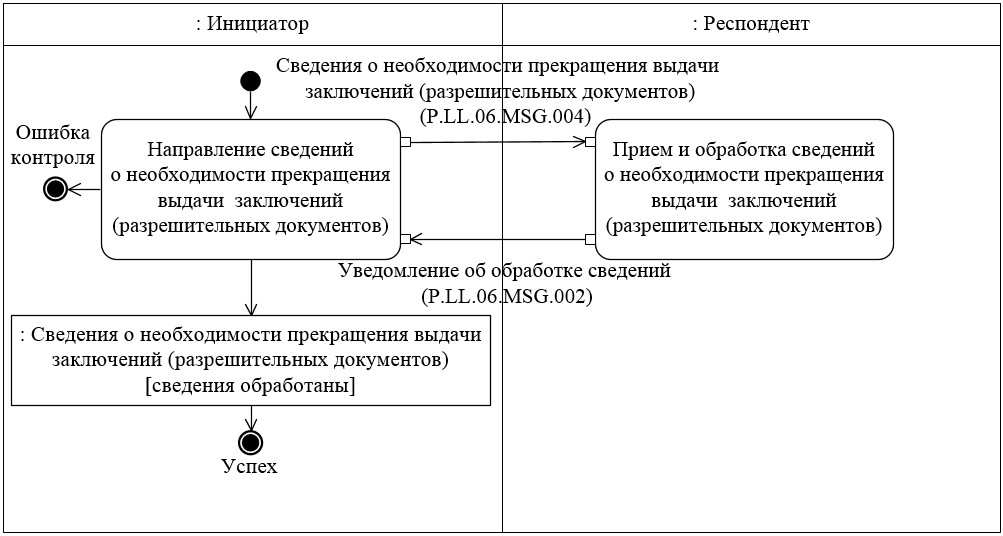 : Инициатор
: Респондент
Сведения о необходимости прекращения выдачи
заключений (разрешительных документов)
(P.LL.06.MSG.004)
Ошибка
контроля
Направление сведений
о необходимости прекращения
выдачи заключений
(разрешительных документов)
Прием и обработка сведений
о необходимости прекращения
выдачи заключений
(разрешительных документов)
Уведомление об обработке сведений
(P.LL.06.MSG.002)
: Сведения о необходимости прекращения выдачи
заключений (разрешительных документов)
[сведения обработаны]
Успех